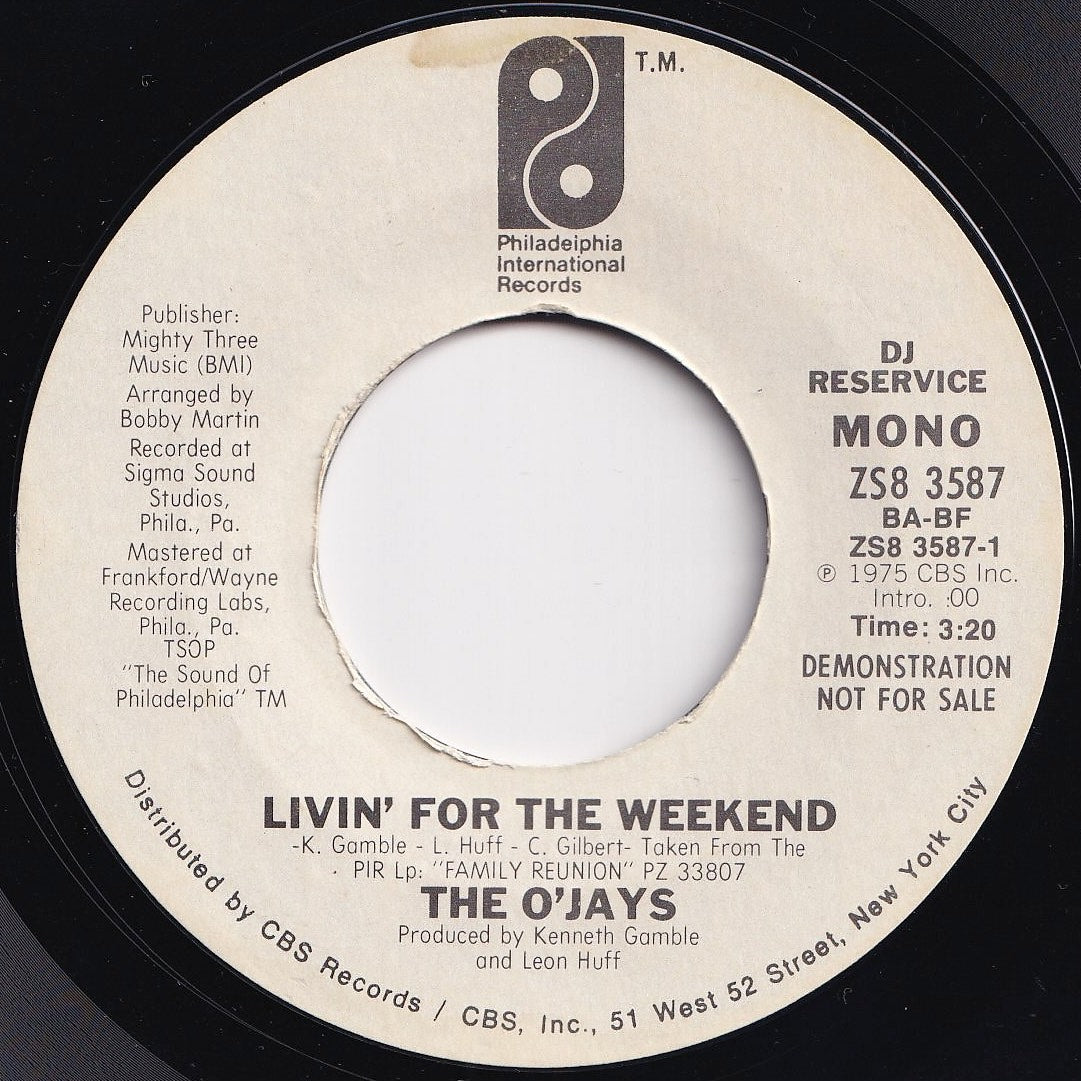 T.M.
Philadelphia
International
Records
Publisher:
Mighty Three
Music (BMI)
Arranged by
Bobby Martin
Recorded at
Sigma Sound
Studios,
Phila., Pa.
Mastered at
Frankford/Wayne
Recording Labs,
Phila., Pa.
TSOP
"The Sound Of
Philadelphia" TM
DJ
RESERVICE
MONO
ZS8 3587
BA-BF
ZS8 3587-1
℗ 1975 CBS Inc.
Intro. :00
Time: 3:20
DEMONSTRATION
NOT FOR SALE
LIVIN' FOR THE WEEKEND
-K. Gamble - L. Huff - C. Gilbert- Taken From The
PIR Lp: "FAMILY REUNION" PZ 33807
THE O'JAYS
Produced by Kenneth Gamble
and Leon Huff
Distributed by CBS Records / CBS, Inc., 51 West 52 Street, New York City